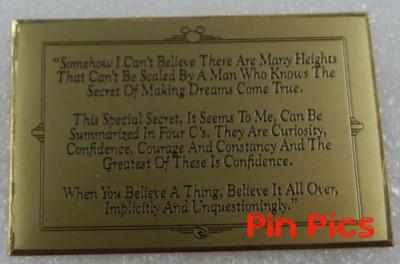 “Somehow I Can't Believe There Are Many Heights
That Can't Be Scaled By A Man Who Knows The
Secret Of Making Dreams Come True.
This Special Secret, It Seems To Me, Can Be
Summarized In Four C's. They Are Curiosity,
Confidence, Courage And Constancy And The
Greatest Of These Is Confidence.
When You Believe A Thing, Believe It All Over,
Implicitly And Unquestioningly.”
Pin Pics